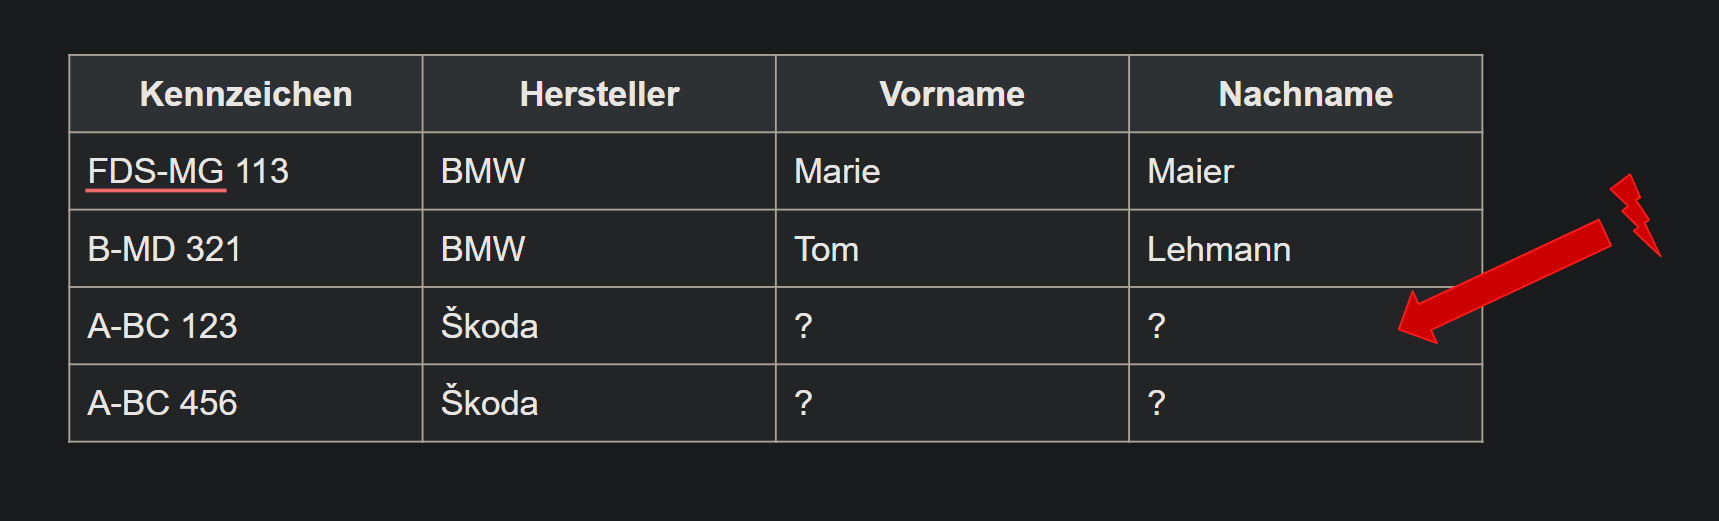 Kennzeichen Hersteller Vorname Nachname
FDS-MG 113 BMW Marie Maier
B-MD 321 BMW Tom Lehmann
A-BC 123 Škoda ? ?
A-BC 456 Škoda ? ?